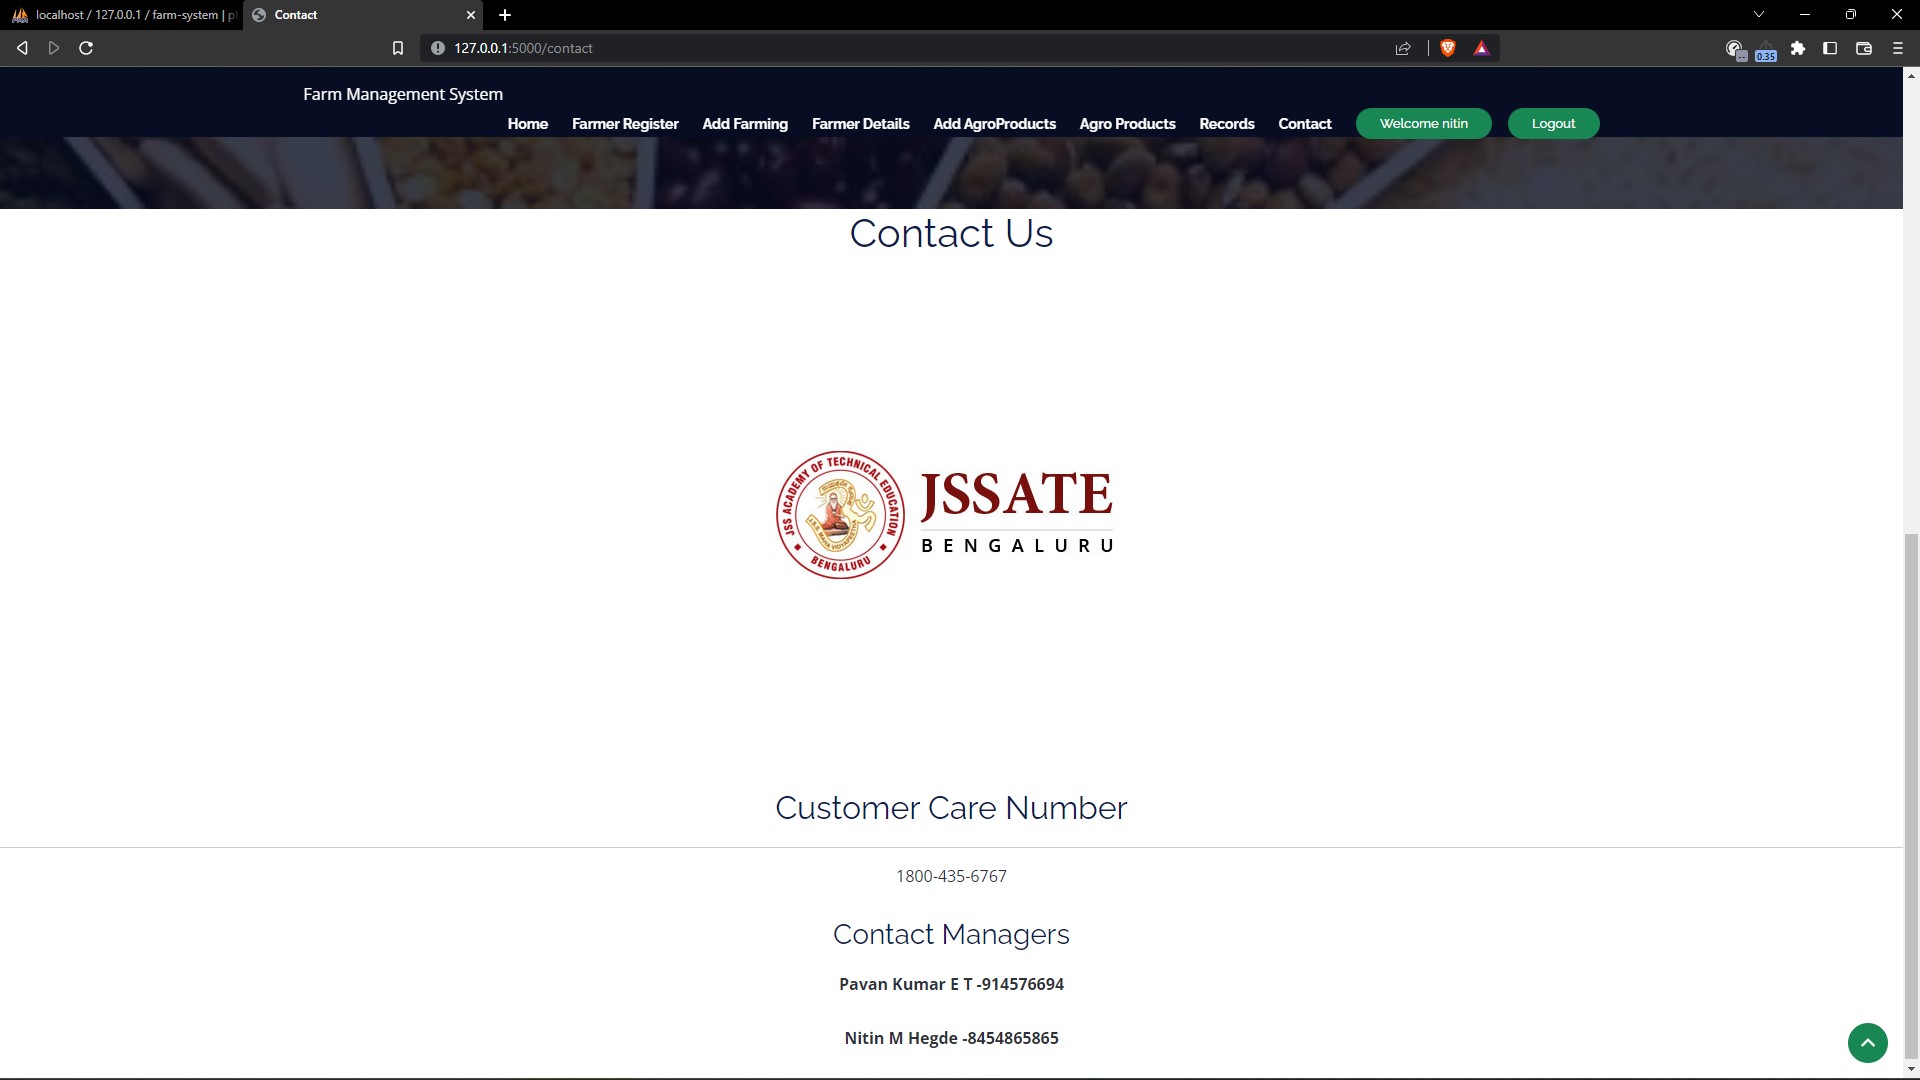 localhost / 127.0.0.1 / farm-system | p
Contact
127.0.0.1:5000/contact
0.35
Farm Management System
Home Farmer Register Add Farming Farmer Details Add AgroProducts Agro Products Records Contact Welcome nitin Logout
Contact Us
JSS ACADEMY OF TECHNICAL EDUCATION
BENGALURU
JSSATE
BENGALURU
Customer Care Number
1800-435-6767
Contact Managers
Pavan Kumar E T -914576694
Nitin M Hegde -8454865865